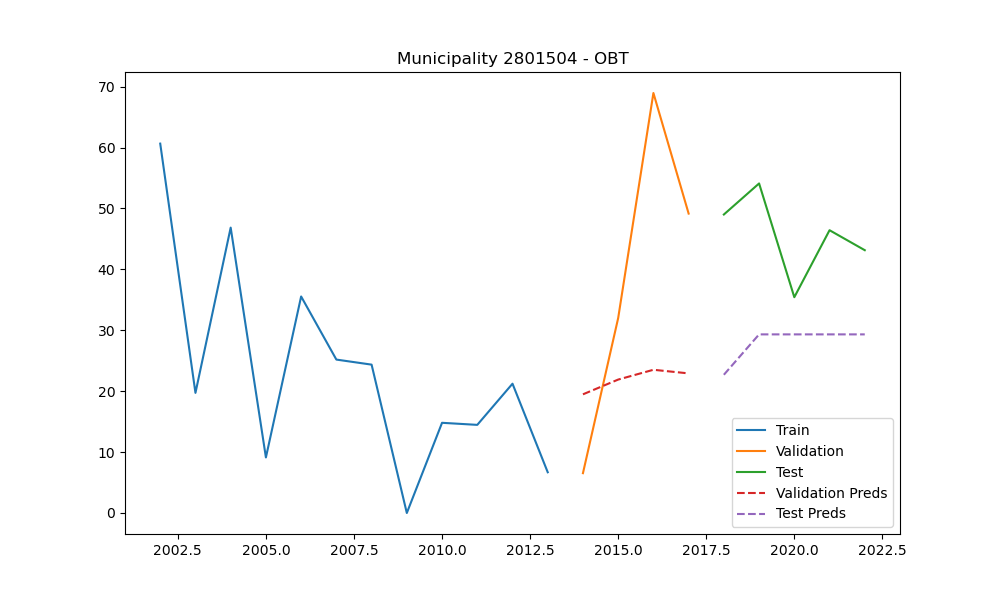 Municipality 2801504 - OBT
70
60
50
40
30
20
10
0
2002.5 2005.0 2007.5 2010.0 2012.5 2015.0 2017.5 2020.0 2022.5
Train
Validation
Test
Validation Preds
Test Preds